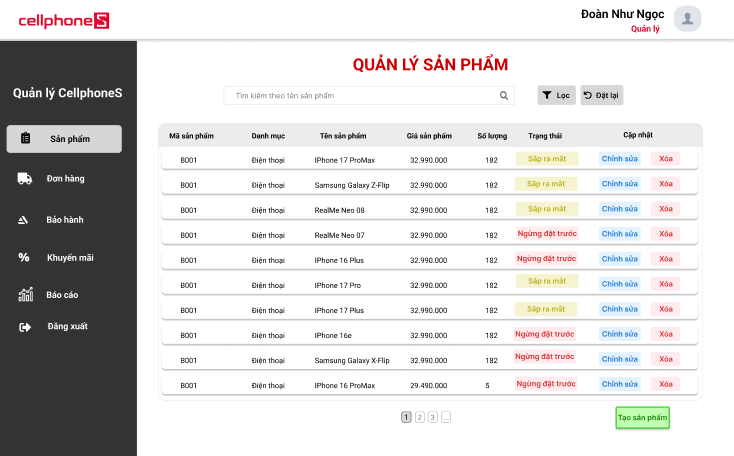 cellphoneS
Đoàn Như Ngọc
Quản lý
Quản lý CellphoneS
Sản phẩm
Đơn hàng
Bảo hành
Khuyến mãi
Báo cáo
Đăng xuất
QUẢN LÝ SẢN PHẨM
Tìm kiếm theo tên sản phẩm
Lọc
Đặt lại
Mã sản phẩm Danh mục Tên sản phẩm Giá sản phẩm Số lượng Trạng thái Cập nhật
B001 Điện thoại IPhone 17 ProMax 32.990.000 182 Sắp ra mắt Chỉnh sửa Xóa
B001 Điện thoại Samsung Galaxy Z-Flip 32.990.000 182 Sắp ra mắt Chỉnh sửa Xóa
B001 Điện thoại RealMe Neo 08 32.990.000 182 Sắp ra mắt Chỉnh sửa Xóa
B001 Điện thoại RealMe Neo 07 32.990.000 182 Ngừng đặt trước Chỉnh sửa Xóa
B001 Điện thoại IPhone 16 Plus 32.990.000 182 Ngừng đặt trước Chỉnh sửa Xóa
B001 Điện thoại IPhone 17 Pro 32.990.000 182 Sắp ra mắt Chỉnh sửa Xóa
B001 Điện thoại IPhone 17 Plus 32.990.000 182 Sắp ra mắt Chỉnh sửa Xóa
B001 Điện thoại IPhone 16e 32.990.000 182 Ngừng đặt trước Chỉnh sửa Xóa
B001 Điện thoại Samsung Galaxy X-Flip 32.990.000 182 Ngừng đặt trước Chỉnh sửa Xóa
B001 Điện thoại IPhone 16 ProMax 29.490.000 5 Ngừng đặt trước Chỉnh sửa Xóa
1 2 3 ...
Tạo sản phẩm